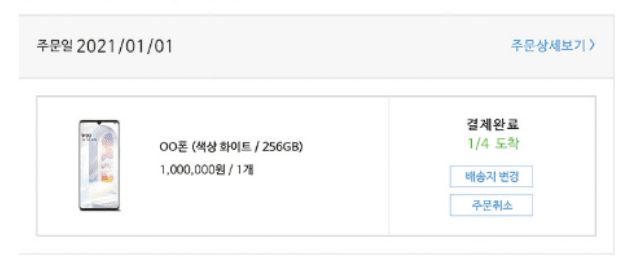 주문일 2021/01/01
주문상세보기 >
OO폰 (색상 화이트 / 256GB)
1,000,000원 / 1개
결제완료
1/4 도착
배송지 변경
주문취소